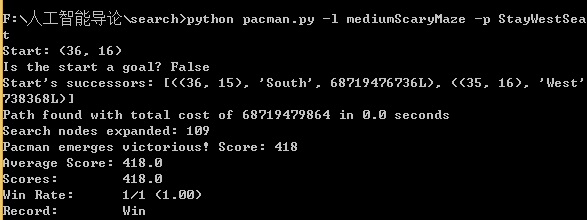 F:\人工智能导论\search>python pacman.py -l mediumScaryMaze -p StayWestSea
t
Start: (36, 16)
Is the start a goal? False
Start's successors: [((36, 15), 'South', 68719476736L), ((35, 16), 'West'
738368L)]
Path found with total cost of 68719479864 in 0.0 seconds
Search nodes expanded: 109
Pacman emerges victorious! Score: 418
Average Score: 418.0
Scores:        418.0
Win Rate:      1/1 (1.00)
Record:        Win